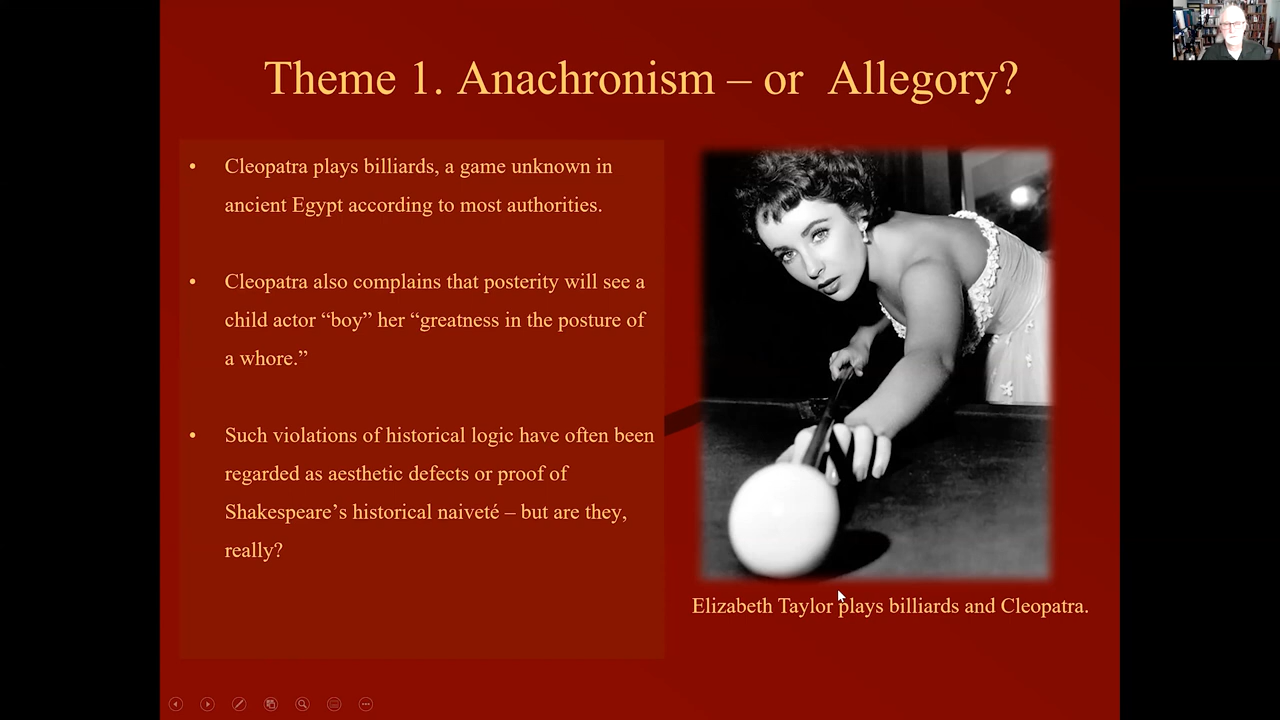 Theme 1. Anachronism – or Allegory?
• Cleopatra plays billiards, a game unknown in
ancient Egypt according to most authorities.
• Cleopatra also complains that posterity will see a
child actor “boy” her “greatness in the posture of
a whore.”
• Such violations of historical logic have often been
regarded as aesthetic defects or proof of
Shakespeare’s historical naiveté – but are they,
really?
Elizabeth Taylor plays billiards and Cleopatra.